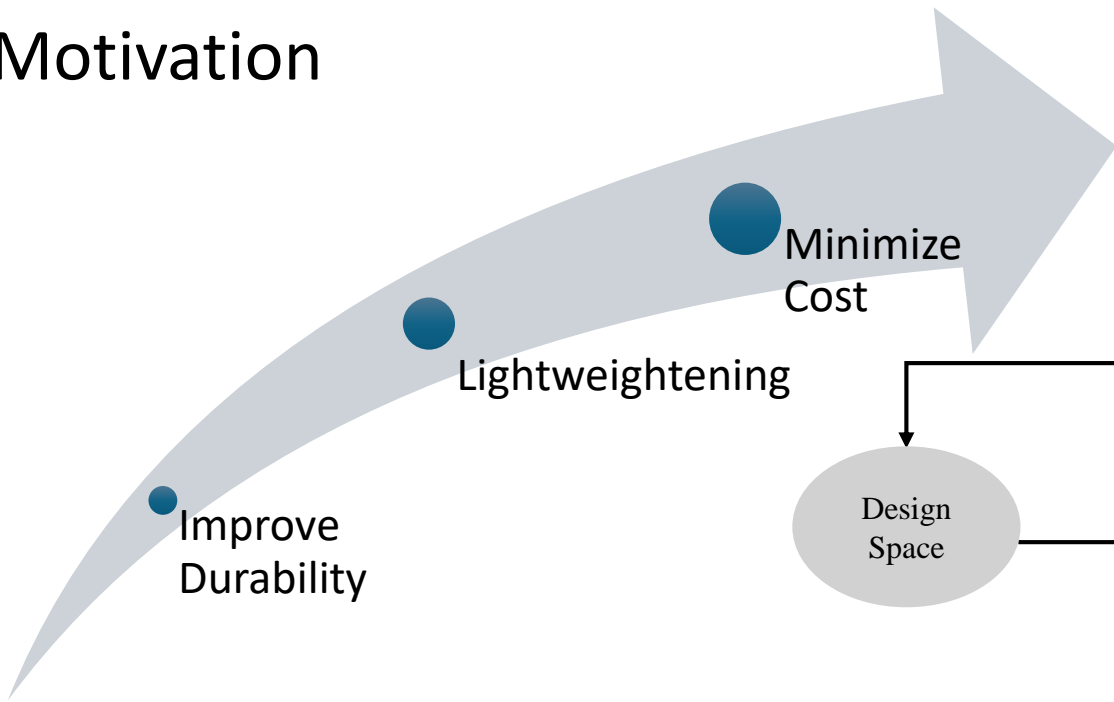 Motivation
Minimize
Cost
Lightweightening
Improve
Durability
Design
Space